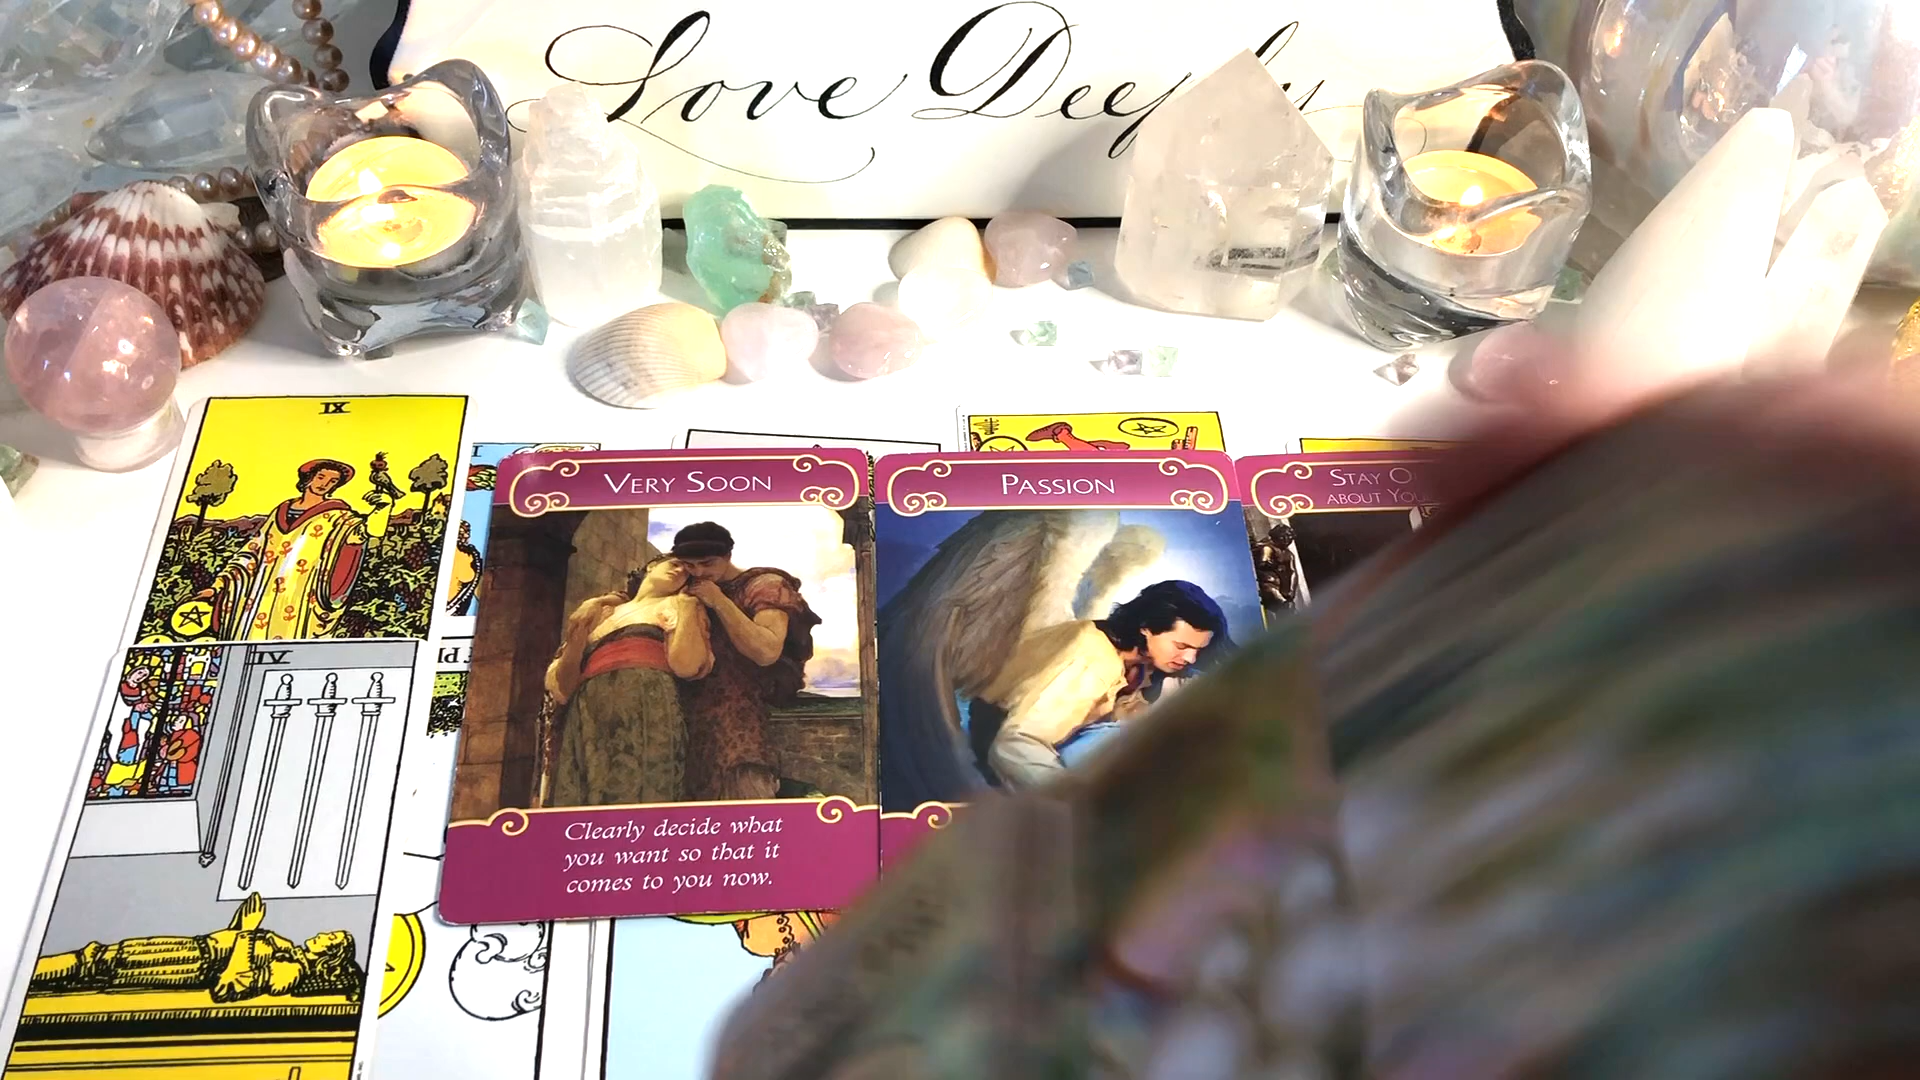 Love Deeply
IX
VERY SOON
PASSION
STAY
ABOUT
IV
Clearly decide what
you want so that it
comes to you now.